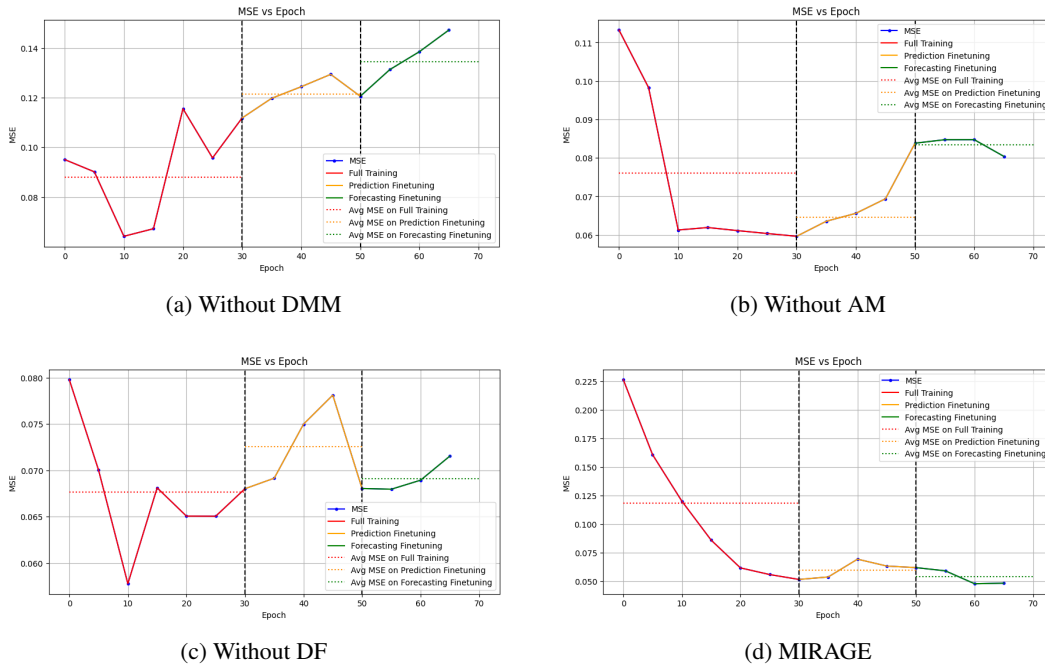 MSE vs Epoch
0.14
0.12
0.10
0.08
MSE
0
10
20
30
40
50
60
70
Epoch
MSE
Full Training
Prediction Finetuning
Forecasting Finetuning
Avg MSE on Full Training
Avg MSE on Prediction Finetuning
Avg MSE on Forecasting Finetuning
(a) Without DMM
MSE vs Epoch
0.11
0.10
0.09
0.08
0.07
0.06
MSE
0
10
20
30
40
50
60
70
Epoch
MSE
Full Training
Prediction Finetuning
Forecasting Finetuning
Avg MSE on Full Training
Avg MSE on Prediction Finetuning
Avg MSE on Forecasting Finetuning
(b) Without AM
MSE vs Epoch
0.080
0.075
0.070
0.065
0.060
MSE
0
10
20
30
40
50
60
70
Epoch
MSE
Full Training
Prediction Finetuning
Forecasting Finetuning
Avg MSE on Full Training
Avg MSE on Prediction Finetuning
Avg MSE on Forecasting Finetuning
(c) Without DF
MSE vs Epoch
0.225
0.200
0.175
0.150
0.125
0.100
0.075
0.050
MSE
0
10
20
30
40
50
60
70
Epoch
MSE
Full Training
Prediction Finetuning
Forecasting Finetuning
Avg MSE on Full Training
Avg MSE on Prediction Finetuning
Avg MSE on Forecasting Finetuning
(d) MIRAGE